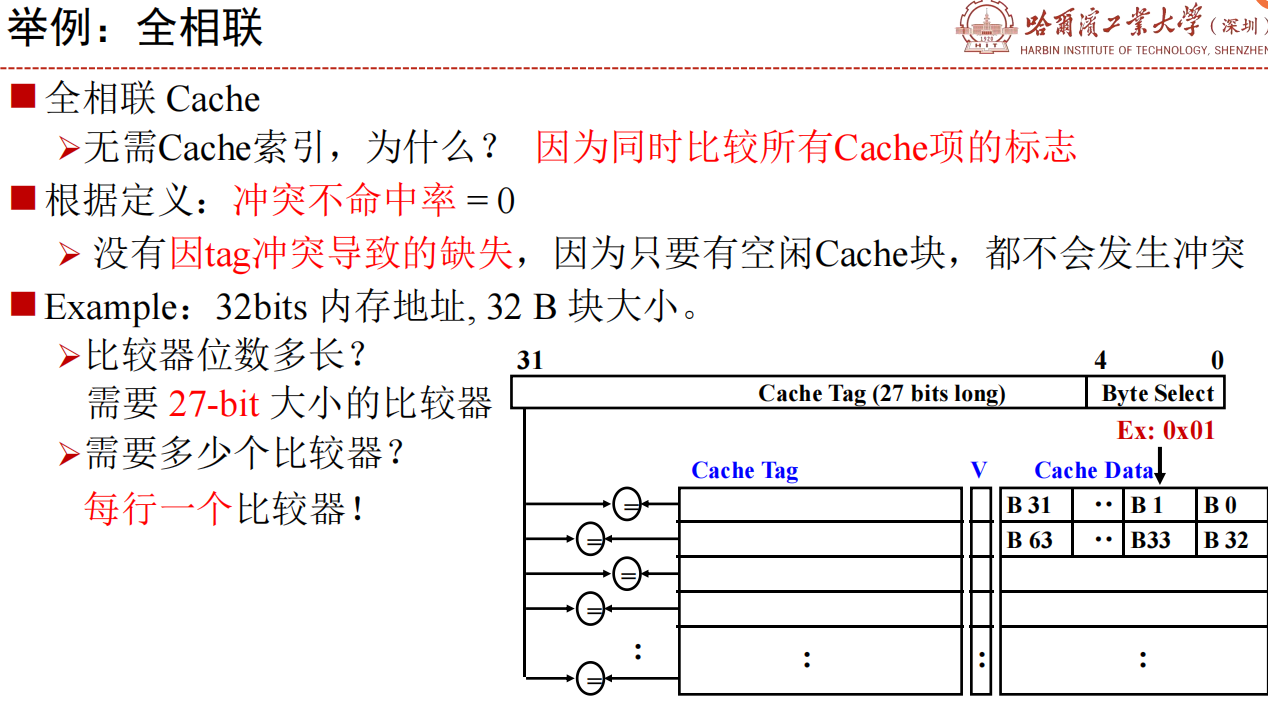 举例：全相联
哈爾濱工業大學（深圳）
HARBIN INSTITUTE OF TECHNOLOGY, SHENZHEN
1920
HIT
全相联 Cache
无需Cache索引，为什么？ 因为同时比较所有Cache项的标志
根据定义：冲突不命中率 = 0
没有因tag冲突导致的缺失，因为只要有空闲Cache块，都不会发生冲突
Example：32bits 内存地址, 32 B 块大小。
比较器位数多长？
需要 27-bit 大小的比较器
需要多少个比较器？
每行一个比较器！
31 4 0
Cache Tag (27 bits long) Byte Select
Ex: 0x01
Cache Tag V Cache Data
= B 31 ·· B 1 B 0
= B 63 ·· B33 B 32
=
=
: : : :
=